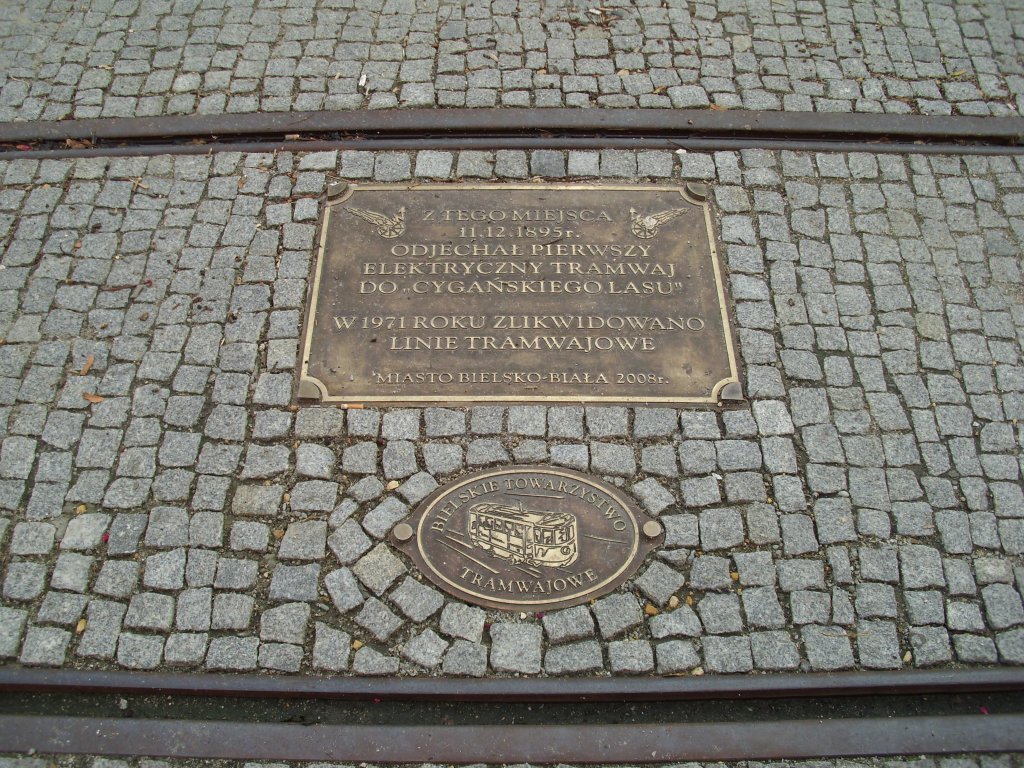 Z TEGO MIEJSCA
11.12.1895r.
ODJECHAŁ PIERWSZY
ELEKTRYCZNY TRAMWAJ
DO „CYGAŃSKIEGO LASU"
W 1971 ROKU ZLIKWIDOWANO
LINIE TRAMWAJOWE
MIASTO BIELSKO-BIAŁA 2008r.
BIELSKIE TOWARZYSTWO
TRAMWAJOWE